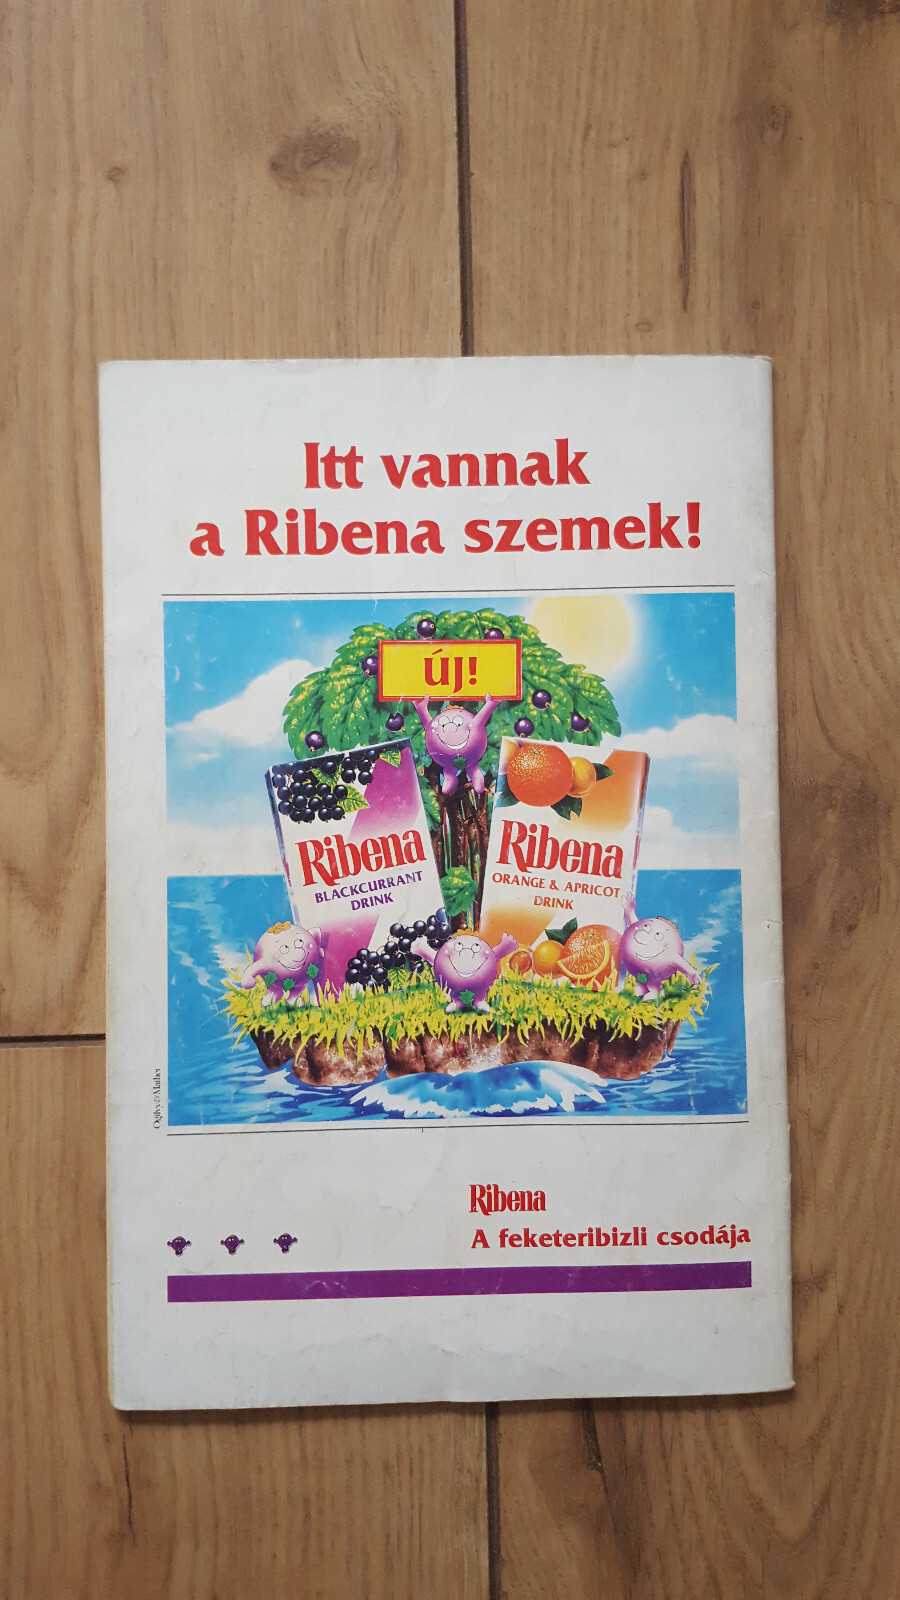 Itt vannak
a Ribena szemek!
ÚJ!
Ribena
BLACKCURRANT
DRINK
Ribena
ORANGE & APRICOT
DRINK
Ogilvy&Mather
Ribena
A feketeribizli csodája